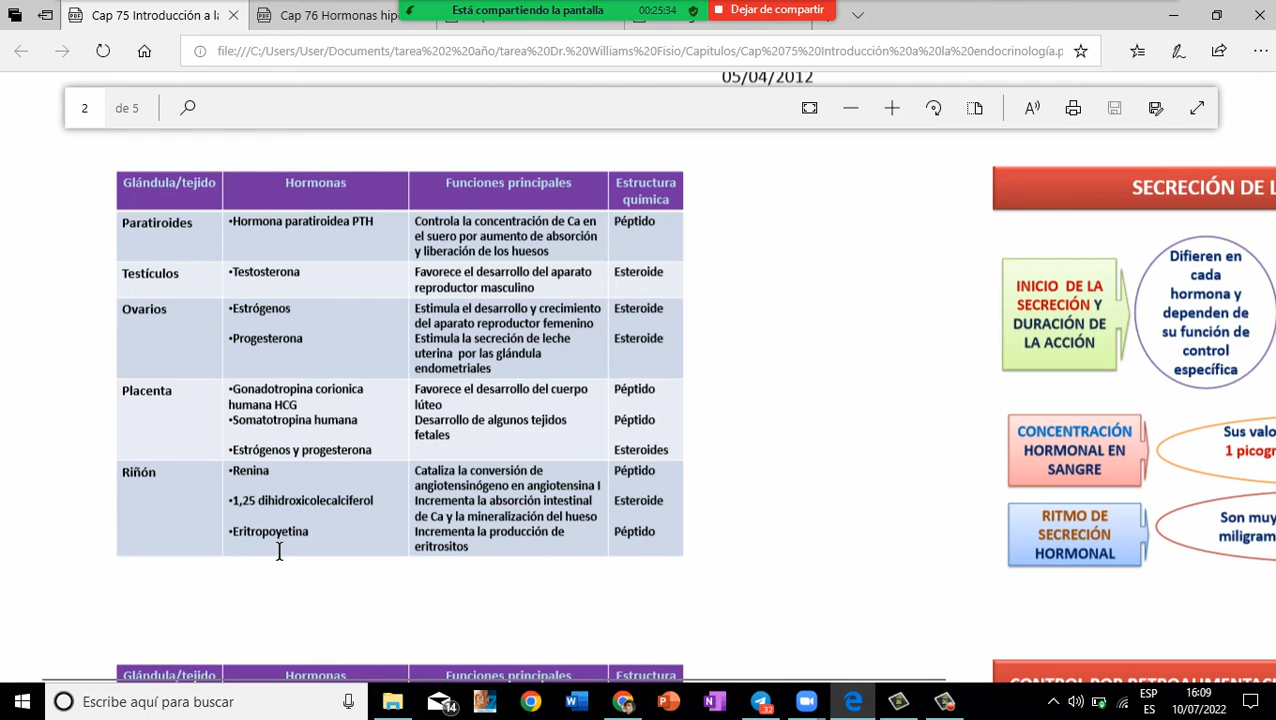 Cap 75 Introducción a la
Cap 76 Hormonas hip
Está compartiendo la pantalla
00:25:34
Dejar de compartir
file:///C:/Users/User/Documents/tarea%202%20año/tarea%20Dr.%20Williams%20Fisio/Capitulos/Cap%2075%20Introducción%20a%20la%20endocrinología.p
05/04/2012
2 de 5
Glándula/tejido Hormonas Funciones principales Estructura
química
Paratiroides •Hormona paratiroidea PTH Controla la concentración de Ca en Péptido
el suero por aumento de absorción
y liberación de los huesos
Testículos •Testosterona Favorece el desarrollo del aparato Esteroide
reproductor masculino
Ovarios •Estrógenos Estimula el desarrollo y crecimiento Esteroide
del aparato reproductor femenino
•Progesterona Estimula la secreción de leche Esteroide
uterina por las glándula
endometriales
Placenta •Gonadotropina corionica Favorece el desarrollo del cuerpo Péptido
humana HCG lúteo
•Somatotropina humana Desarrollo de algunos tejidos Péptido
fetales
•Estrógenos y progesterona Esteroides
Riñón •Renina Cataliza la conversión de Péptido
angiotensinógeno en angiotensina I
•1,25 dihidroxicolecalciferol Incrementa la absorción intestinal Esteroide
de Ca y la mineralización del hueso
•Eritropoyetina Incrementa la producción de Péptido
eritrositos
Glándula/tejido Hormonas Funciones principales Estructura
SECRECIÓN DE L
INICIO DE LA
SECRECIÓN Y
DURACIÓN DE
LA ACCIÓN
Difieren en
cada
hormona y
dependen de
su función de
control
específica
CONCENTRACIÓN
HORMONAL EN
SANGRE
Sus valo
1 picogr
RITMO DE
SECRECIÓN
HORMONAL
Son muy
miligram
CONTROL POR RETROALIMENTAC
Escribe aquí para buscar
14
32
ESP
ES
16:09
10/07/2022